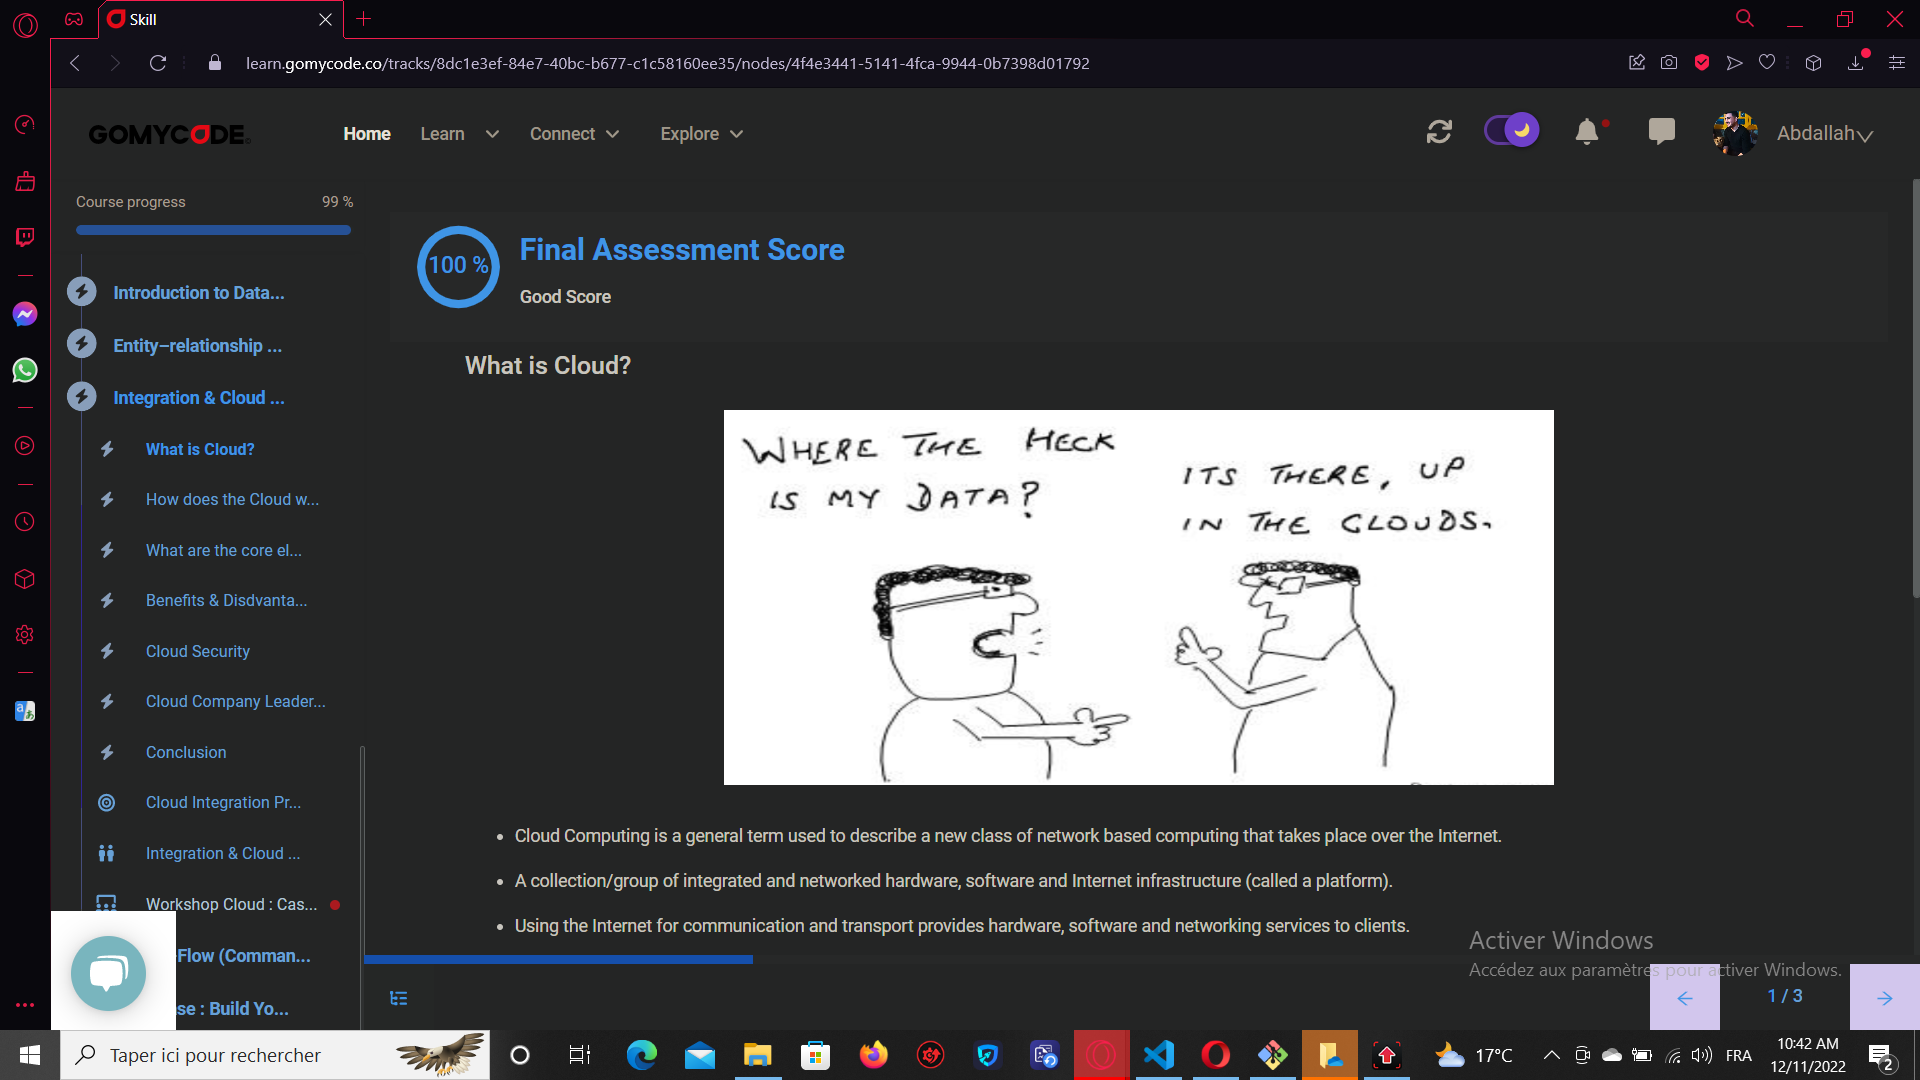 Skill
learn.gomycode.co/tracks/8dc1e3ef-84e7-40bc-b677-c1c58160ee35/nodes/4f4e3441-5141-4fca-9944-0b7398d01792
GOMYCODE
Home Learn Connect Explore
Abdallah
Course progress 99 %
Introduction to Data...
Entity–relationship ...
Integration & Cloud ...
What is Cloud?
How does the Cloud w...
What are the core el...
Benefits & Disdvanta...
Cloud Security
Cloud Company Leader...
Conclusion
Cloud Integration Pr...
Integration & Cloud ...
Workshop Cloud : Cas...
Flow (Comman...
se : Build Yo...
100 %
Final Assessment Score
Good Score
What is Cloud?
WHERE THE HECK
IS MY DATA?
ITS THERE, UP
IN THE CLOUDS.
• Cloud Computing is a general term used to describe a new class of network based computing that takes place over the Internet.
• A collection/group of integrated and networked hardware, software and Internet infrastructure (called a platform).
• Using the Internet for communication and transport provides hardware, software and networking services to clients.
Activer Windows
Accédez aux paramètres pour activer Windows.
1 / 3
Taper ici pour rechercher
17°C
FRA
10:42 AM
12/11/2022
2